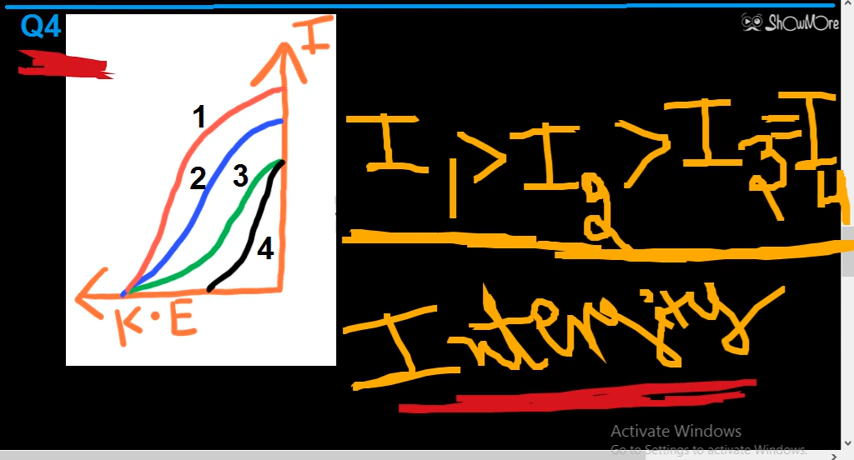 Q4
ShowMore
I
1
2
3
4
K·E
I1 > I2 > I3 = I4
Intensity
Activate Windows
Go to Settings to activate Windows.